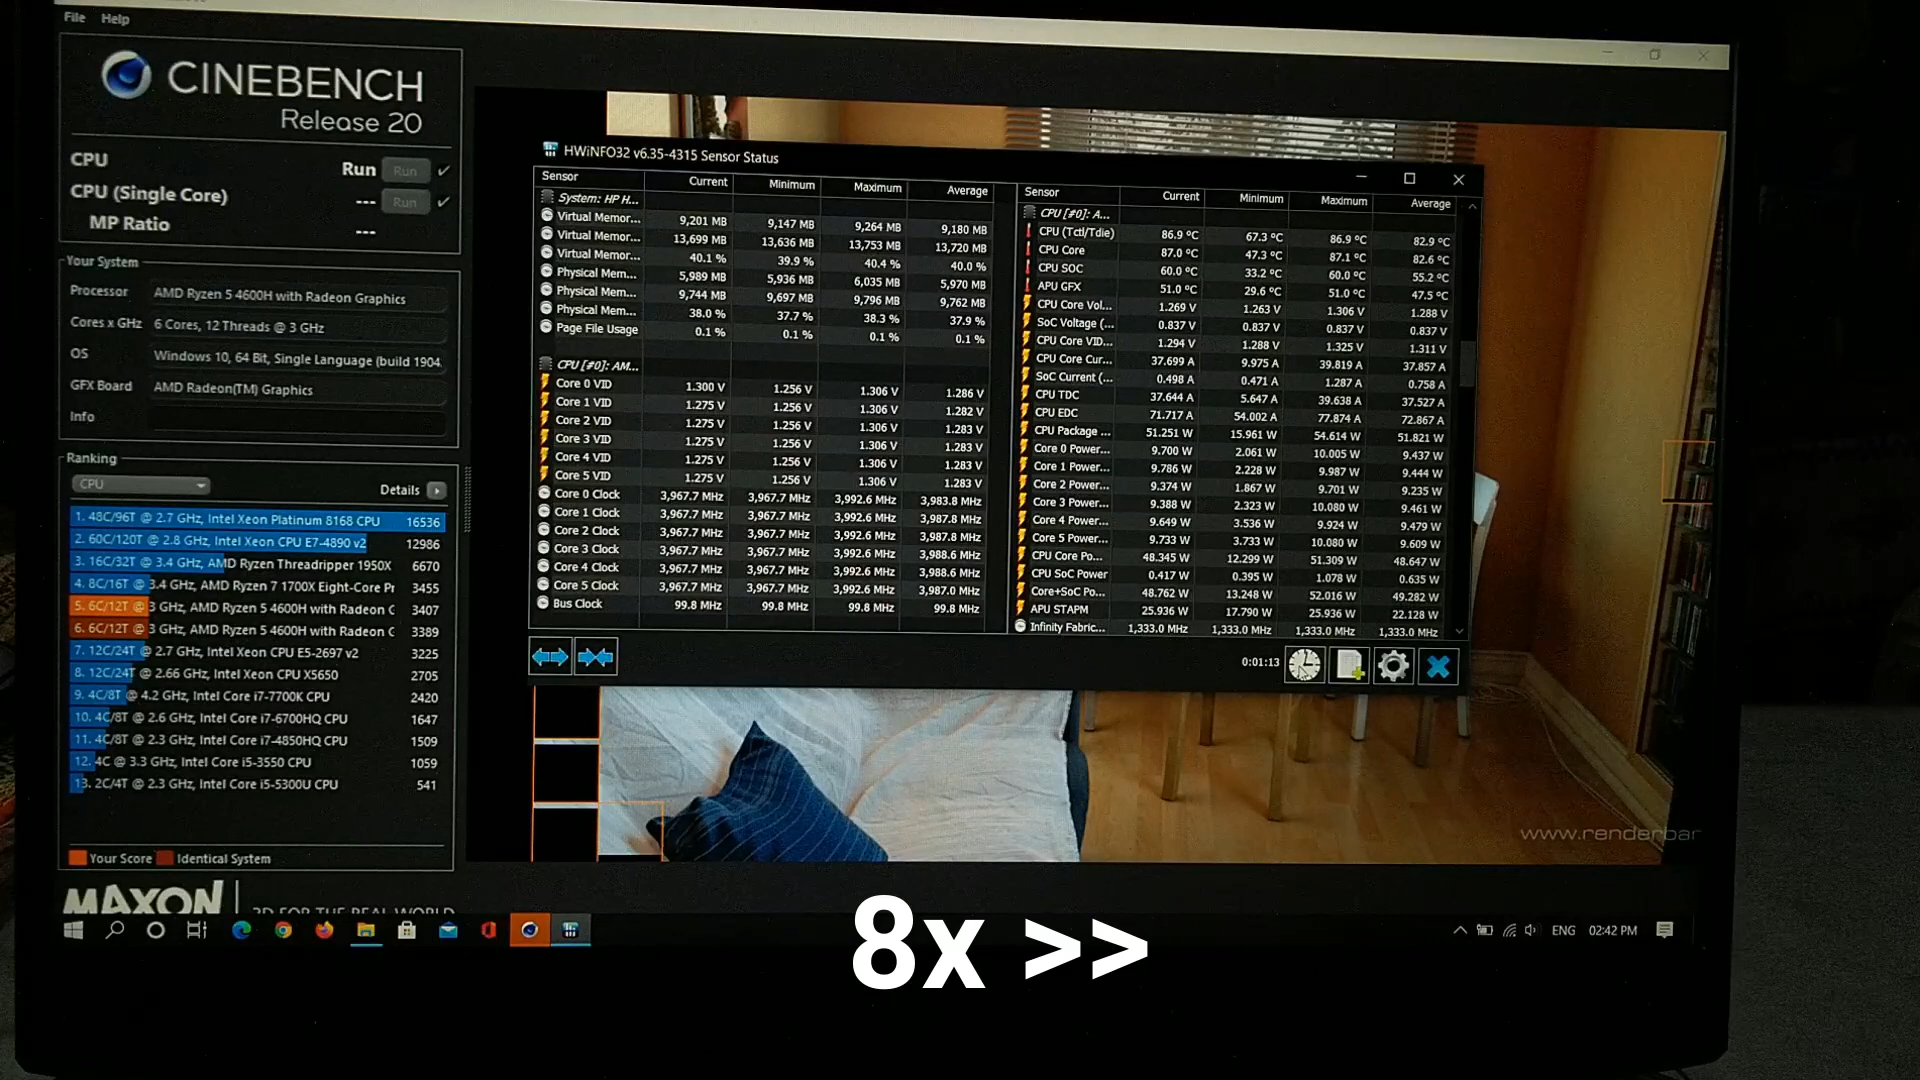 File Help
CINEBENCH
Release 20
CPU Run Run
CPU (Single Core) --- Run
MP Ratio ---
Your System
Processor AMD Ryzen 5 4600H with Radeon Graphics
Cores x GHz 6 Cores, 12 Threads @ 3 GHz
OS Windows 10, 64 Bit, Single Language (build 1904
GFX Board AMD Radeon(TM) Graphics
Info
Ranking
CPU Details
1. 48C/96T @ 2.7 GHz, Intel Xeon Platinum 8168 CPU 16536
2. 60C/120T @ 2.8 GHz, Intel Xeon CPU E7-4890 v2 12986
3. 16C/32T @ 3.4 GHz, AMD Ryzen Threadripper 1950X 6670
4. 8C/16T @ 3.4 GHz, AMD Ryzen 7 1700X Eight-Core Pr 3455
5. 6C/12T @ 3 GHz, AMD Ryzen 5 4600H with Radeon C 3407
6. 6C/12T @ 3 GHz, AMD Ryzen 5 4600H with Radeon C 3389
7. 12C/24T @ 2.7 GHz, Intel Xeon CPU E5-2697 v2 3225
8. 12C/24T @ 2.66 GHz, Intel Xeon CPU X5650 2705
9. 4C/8T @ 4.2 GHz, Intel Core i7-7700K CPU 2420
10. 4C/8T @ 2.6 GHz, Intel Core i7-6700HQ CPU 1647
11. 4C/8T @ 2.3 GHz, Intel Core i7-4850HQ CPU 1509
12. 4C @ 3.3 GHz, Intel Core i5-3550 CPU 1059
13. 2C/4T @ 2.3 GHz, Intel Core i5-5300U CPU 541
Your Score Identical System
MAXON 3D FOR THE REAL WORLD
HWiNFO32 v6.35-4315 Sensor Status
Sensor Current Minimum Maximum Average
System: HP H...
Virtual Memor... 9,201 MB 9,147 MB 9,264 MB 9,180 MB
Virtual Memor... 13,699 MB 13,636 MB 13,753 MB 13,720 MB
Virtual Memor... 40.1 % 39.9 % 40.4 % 40.0 %
Physical Mem... 5,989 MB 5,936 MB 6,035 MB 5,970 MB
Physical Mem... 9,744 MB 9,697 MB 9,796 MB 9,762 MB
Physical Mem... 38.0 % 37.7 % 38.3 % 37.9 %
Page File Usage 0.1 % 0.1 % 0.1 % 0.1 %
CPU [#0]: AM...
Core 0 VID 1.300 V 1.256 V 1.306 V 1.286 V
Core 1 VID 1.275 V 1.256 V 1.306 V 1.282 V
Core 2 VID 1.275 V 1.256 V 1.306 V 1.283 V
Core 3 VID 1.275 V 1.256 V 1.306 V 1.283 V
Core 4 VID 1.275 V 1.256 V 1.306 V 1.283 V
Core 5 VID 1.275 V 1.256 V 1.306 V 1.283 V
Core 0 Clock 3,967.7 MHz 3,967.7 MHz 3,992.6 MHz 3,983.8 MHz
Core 1 Clock 3,967.7 MHz 3,967.7 MHz 3,992.6 MHz 3,987.8 MHz
Core 2 Clock 3,967.7 MHz 3,967.7 MHz 3,992.6 MHz 3,987.8 MHz
Core 3 Clock 3,967.7 MHz 3,967.7 MHz 3,992.6 MHz 3,988.6 MHz
Core 4 Clock 3,967.7 MHz 3,967.7 MHz 3,992.6 MHz 3,988.6 MHz
Core 5 Clock 3,967.7 MHz 3,967.7 MHz 3,992.6 MHz 3,987.0 MHz
Bus Clock 99.8 MHz 99.8 MHz 99.8 MHz 99.8 MHz
Sensor Current Minimum Maximum Average
CPU [#0]: A...
CPU (Tctl/Tdie) 86.9 °C 67.3 °C 86.9 °C 82.9 °C
CPU Core 87.0 °C 47.3 °C 87.1 °C 82.6 °C
CPU SOC 60.0 °C 33.2 °C 60.0 °C 55.2 °C
APU GFX 51.0 °C 29.6 °C 51.0 °C 47.5 °C
CPU Core Vol... 1.269 V 1.263 V 1.306 V 1.288 V
SoC Voltage (... 0.837 V 0.837 V 0.837 V 0.837 V
CPU Core VID... 1.294 V 1.288 V 1.325 V 1.311 V
CPU Core Cur... 37.699 A 9.975 A 39.819 A 37.857 A
SoC Current (... 0.498 A 0.471 A 1.287 A 0.758 A
CPU TDC 37.644 A 5.647 A 39.638 A 37.527 A
CPU EDC 71.717 A 54.002 A 77.874 A 72.867 A
CPU Package ... 51.251 W 15.961 W 54.614 W 51.821 W
Core 0 Power... 9.700 W 2.061 W 10.005 W 9.437 W
Core 1 Power... 9.786 W 2.228 W 9.987 W 9.444 W
Core 2 Power... 9.374 W 1.867 W 9.701 W 9.235 W
Core 3 Power... 9.388 W 2.323 W 10.080 W 9.461 W
Core 4 Power... 9.649 W 3.536 W 9.924 W 9.479 W
Core 5 Power... 9.733 W 3.733 W 10.080 W 9.609 W
CPU Core Po... 48.345 W 12.299 W 51.309 W 48.647 W
CPU SoC Power 0.417 W 0.395 W 1.078 W 0.635 W
Core+SoC Po... 48.762 W 13.248 W 52.016 W 49.282 W
APU STAPM 25.936 W 17.790 W 25.936 W 22.128 W
Infinity Fabric... 1,333.0 MHz 1,333.0 MHz 1,333.0 MHz 1,333.0 MHz
0:01:13
www.renderbar
ENG 02:42 PM
8x >>